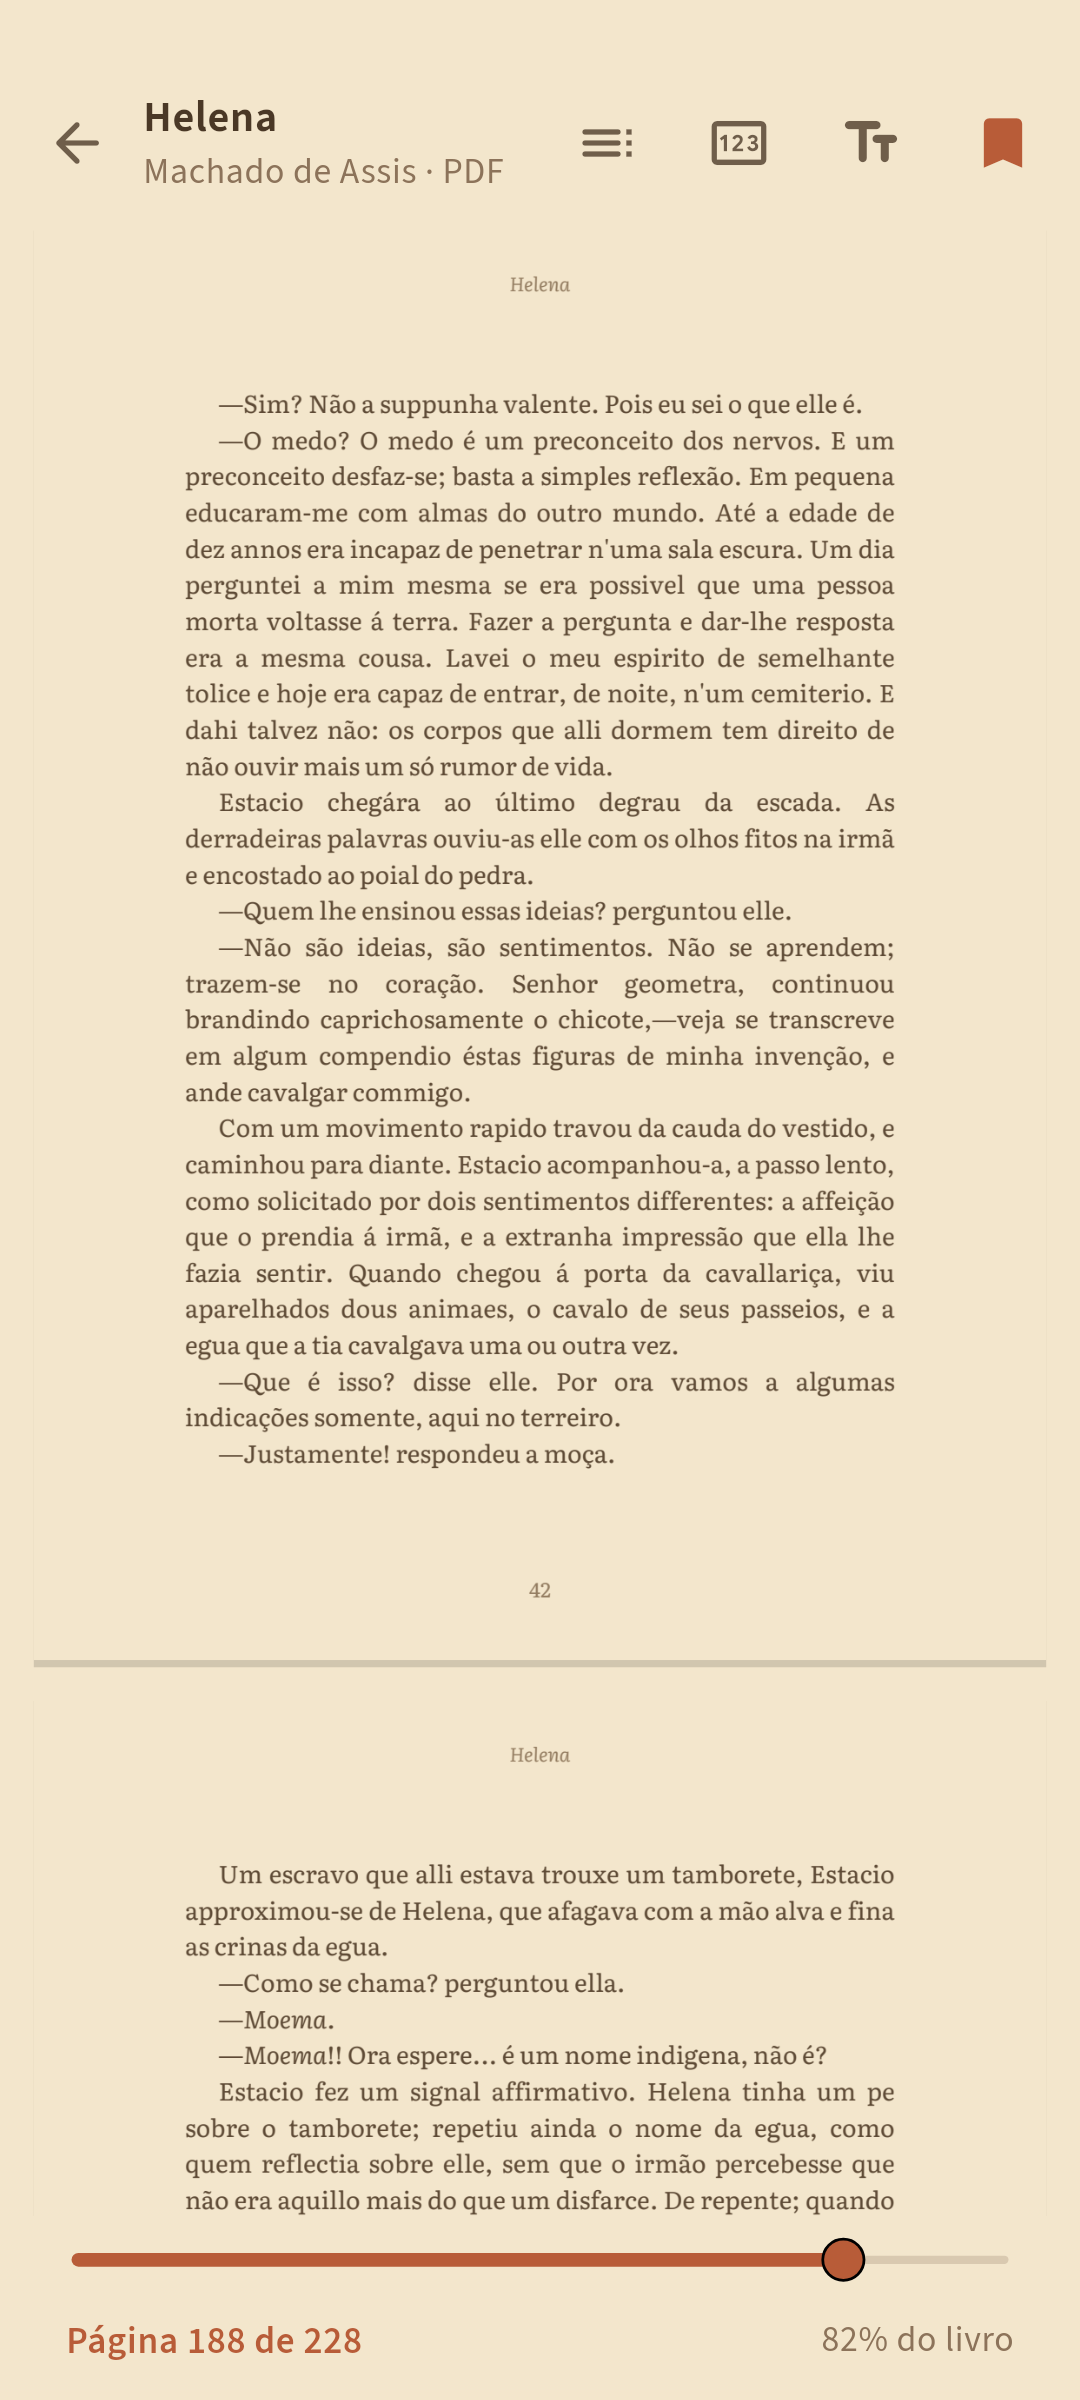 Helena
Machado de Assis · PDF
123
Helena
—Sim? Não a suppunha valente. Pois eu sei o que elle é.
—O medo? O medo é um preconceito dos nervos. E um
preconceito desfaz-se; basta a simples reflexão. Em pequena
educaram-me com almas do outro mundo. Até a edade de
dez annos era incapaz de penetrar n'uma sala escura. Um dia
perguntei a mim mesma se era possivel que uma pessoa
morta voltasse á terra. Fazer a pergunta e dar-lhe resposta
era a mesma cousa. Lavei o meu espirito de semelhante
tolice e hoje era capaz de entrar, de noite, n'um cemiterio. E
dahi talvez não: os corpos que alli dormem tem direito de
não ouvir mais um só rumor de vida.
Estacio chegára ao último degrau da escada. As
derradeiras palavras ouviu-as elle com os olhos fitos na irmã
e encostado ao poial do pedra.
—Quem lhe ensinou essas ideias? perguntou elle.
—Não são ideias, são sentimentos. Não se aprendem;
trazem-se no coração. Senhor geometra, continuou
brandindo caprichosamente o chicote,—veja se transcreve
em algum compendio éstas figuras de minha invenção, e
ande cavalgar commigo.
Com um movimento rapido travou da cauda do vestido, e
caminhou para diante. Estacio acompanhou-a, a passo lento,
como solicitado por dois sentimentos differentes: a affeição
que o prendia á irmã, e a extranha impressão que ella lhe
fazia sentir. Quando chegou á porta da cavallariça, viu
aparelhados dous animaes, o cavalo de seus passeios, e a
egua que a tia cavalgava uma ou outra vez.
—Que é isso? disse elle. Por ora vamos a algumas
indicações somente, aqui no terreiro.
—Justamente! respondeu a moça.
42
Helena
Um escravo que alli estava trouxe um tamborete, Estacio
approximou-se de Helena, que afagava com a mão alva e fina
as crinas da egua.
—Como se chama? perguntou ella.
—Moema.
—Moema!! Ora espere... é um nome indigena, não é?
Estacio fez um signal affirmativo. Helena tinha um pe
sobre o tamborete; repetiu ainda o nome da egua, como
quem reflectia sobre elle, sem que o irmão percebesse que
não era aquillo mais do que um disfarce. De repente; quando
Página 188 de 228
82% do livro